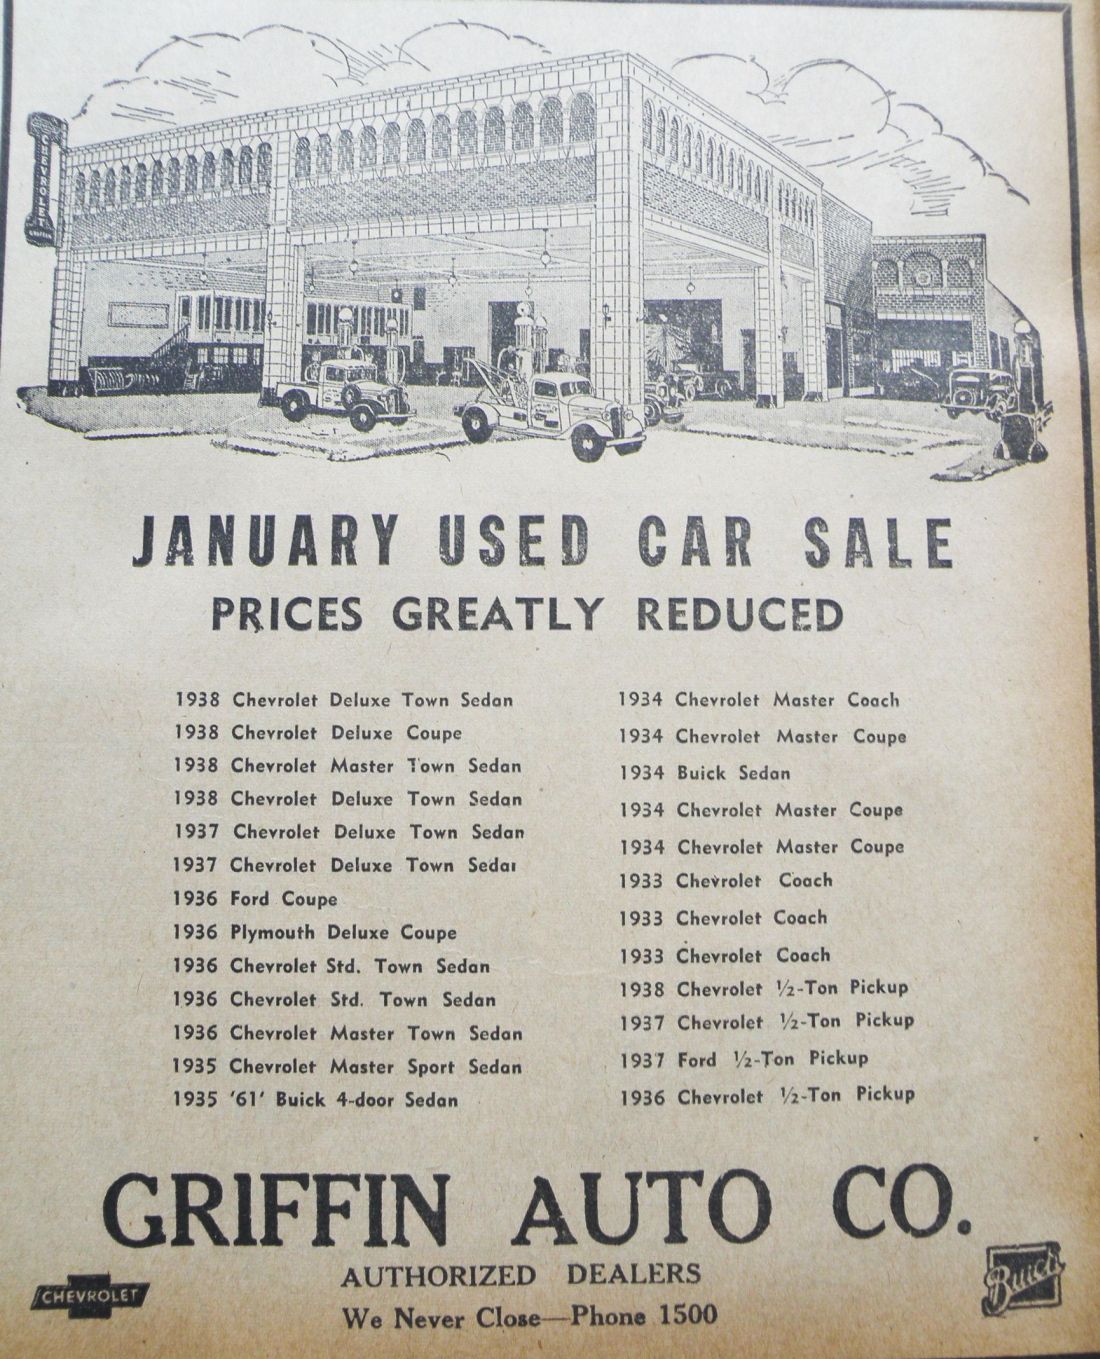 CHEVROLET
GRIFFIN
JANUARY USED CAR SALE
PRICES GREATLY REDUCED
1938 Chevrolet Deluxe Town Sedan
1938 Chevrolet Deluxe Coupe
1938 Chevrolet Master Town Sedan
1938 Chevrolet Deluxe Town Sedan
1937 Chevrolet Deluxe Town Sedan
1937 Chevrolet Deluxe Town Sedan
1936 Ford Coupe
1936 Plymouth Deluxe Coupe
1936 Chevrolet Std. Town Sedan
1936 Chevrolet Std. Town Sedan
1936 Chevrolet Master Town Sedan
1935 Chevrolet Master Sport Sedan
1935 '61' Buick 4-door Sedan
1934 Chevrolet Master Coach
1934 Chevrolet Master Coupe
1934 Buick Sedan
1934 Chevrolet Master Coupe
1934 Chevrolet Master Coupe
1933 Chevrolet Coach
1933 Chevrolet Coach
1933 Chevrolet Coach
1938 Chevrolet ½-Ton Pickup
1937 Chevrolet ½-Ton Pickup
1937 Ford ½-Ton Pickup
1936 Chevrolet ½-Ton Pickup
GRIFFIN AUTO CO.
AUTHORIZED DEALERS
We Never Close—Phone 1500
CHEVROLET
Buick